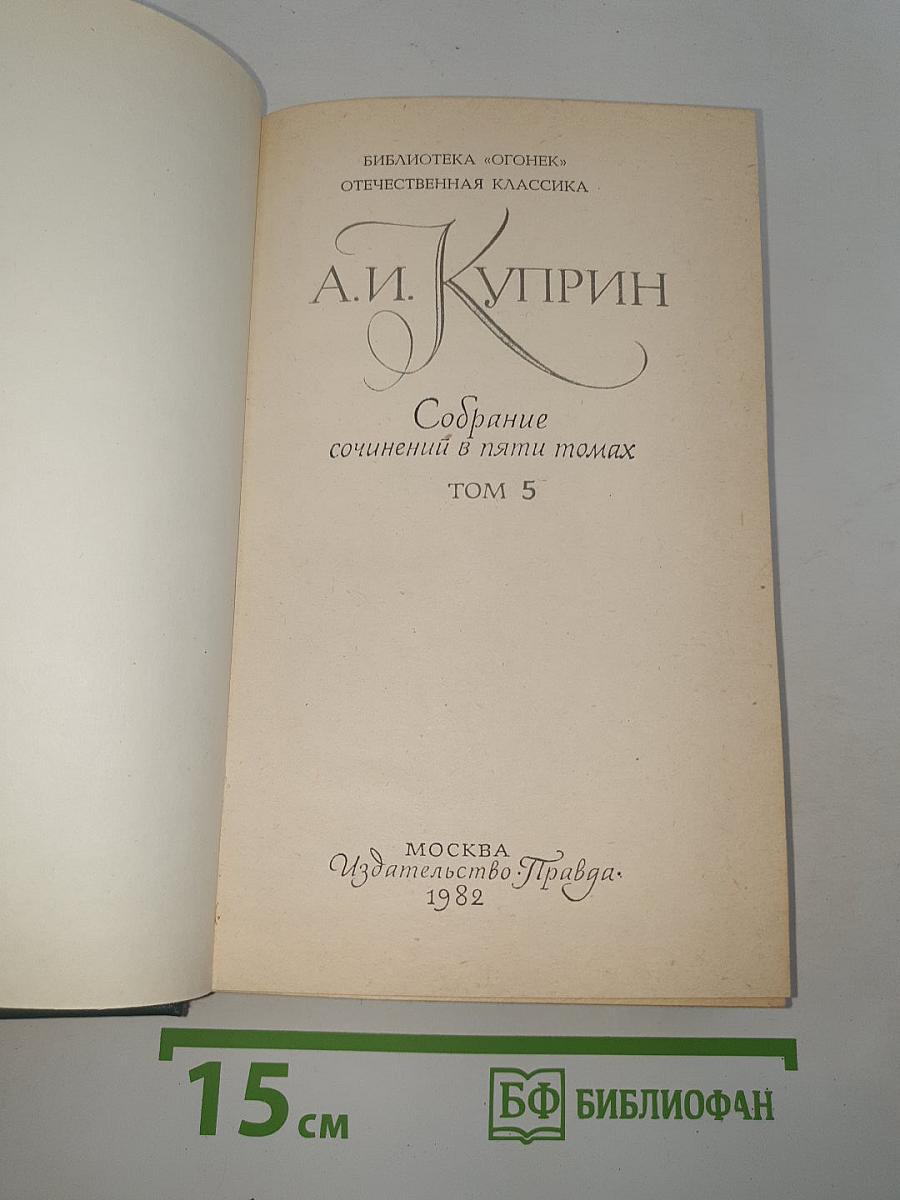 БИБЛИОТЕКА «ОГОНЕК»
ОТЕЧЕСТВЕННАЯ КЛАССИКА
А.И. КУПРИН
Собрание
сочинений в пяти томах
ТОМ 5
МОСКВА
Издательство ·Правда·
1982
15 см
БФ БИБЛИОФАН